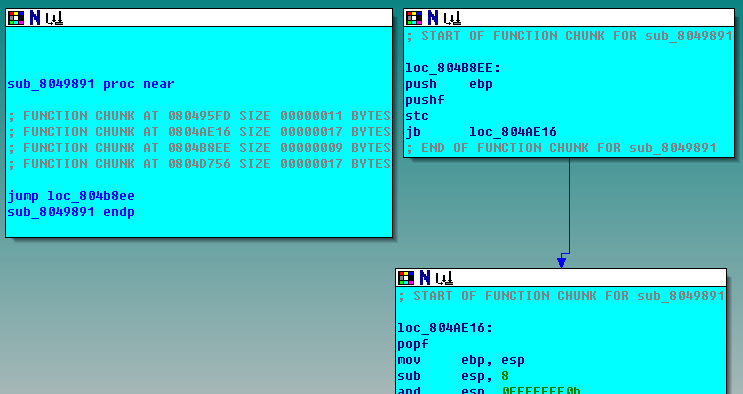 sub_8049891 proc near
; FUNCTION CHUNK AT 080495FD SIZE 00000011 BYTES
; FUNCTION CHUNK AT 0804AE16 SIZE 00000017 BYTES
; FUNCTION CHUNK AT 0804B8EE SIZE 00000009 BYTES
; FUNCTION CHUNK AT 0804D756 SIZE 00000017 BYTES
jump loc_804b8ee
sub_8049891 endp
; START OF FUNCTION CHUNK FOR sub_8049891
loc_804B8EE:
push ebp
pushf
stc
jb loc_804AE16
; END OF FUNCTION CHUNK FOR sub_8049891
; START OF FUNCTION CHUNK FOR sub_8049891
loc_804AE16:
popf
mov ebp, esp
sub esp, 8
and esp, 0FFFFFFF0h